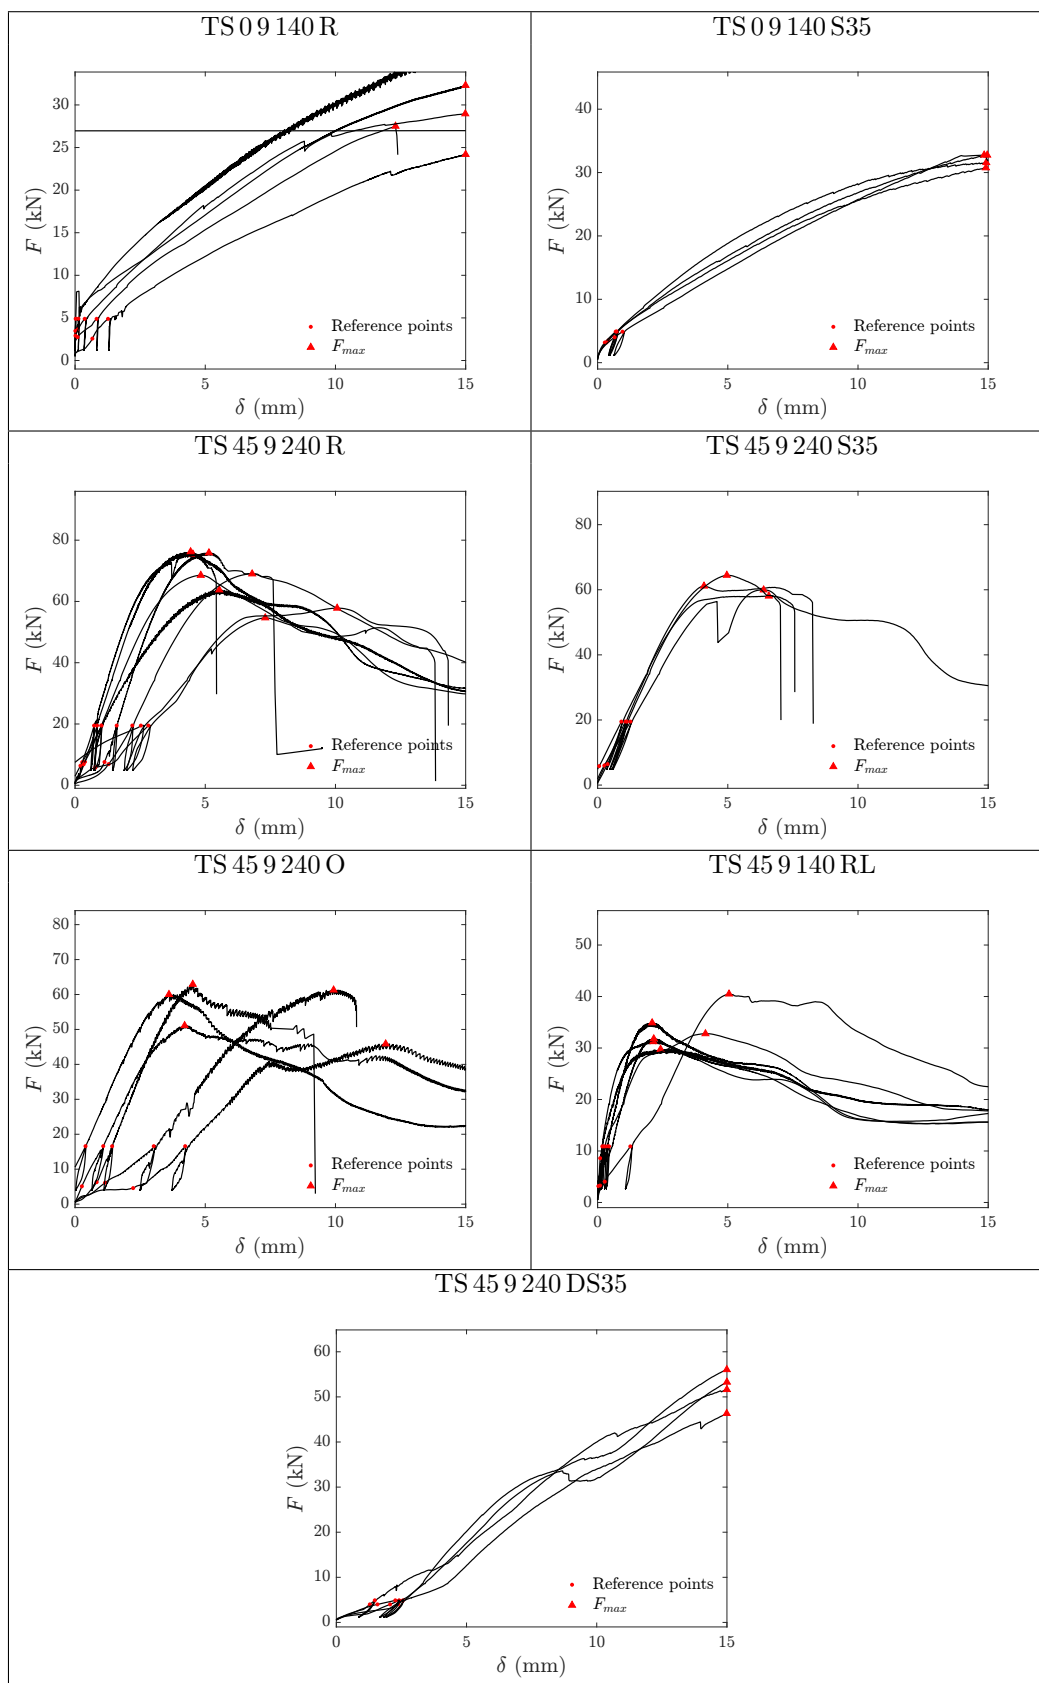 TS 0 9 140 R
F (kN)
30
25
20
15
10
5
0
Reference points
F_max
0 5 10 15
δ (mm)
TS 0 9 140 S35
F (kN)
40
30
20
10
0
Reference points
F_max
0 5 10 15
δ (mm)
TS 45 9 240 R
F (kN)
80
60
40
20
0
Reference points
F_max
0 5 10 15
δ (mm)
TS 45 9 240 S35
F (kN)
80
60
40
20
0
Reference points
F_max
0 5 10 15
δ (mm)
TS 45 9 240 O
F (kN)
80
70
60
50
40
30
20
10
0
Reference points
F_max
0 5 10 15
δ (mm)
TS 45 9 140 RL
F (kN)
50
40
30
20
10
0
Reference points
F_max
0 5 10 15
δ (mm)
TS 45 9 240 DS35
F (kN)
60
50
40
30
20
10
0
Reference points
F_max
0 5 10 15
δ (mm)